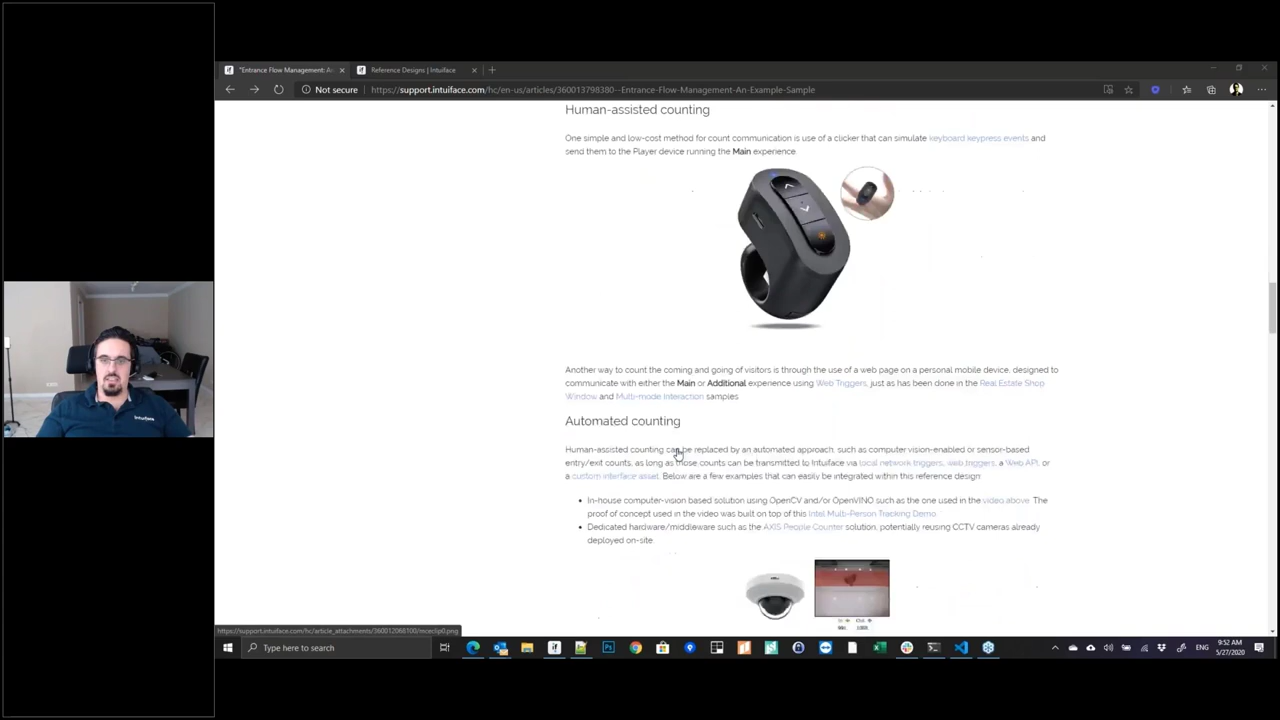 "Entrance Flow Management: A
Reference Designs | Intuiface
Not secure
https://support.intuiface.com/hc/en-us/articles/360013798380--Entrance-Flow-Management-An-Example-Sample
Human-assisted counting
One simple and low-cost method for count communication is use of a clicker that can simulate keyboard keypress events and
send them to the Player device running the Main experience.
Another way to count the coming and going of visitors is through the use of a web page on a personal mobile device, designed to
communicate with either the Main or Additional experience using Web Triggers, just as has been done in the Real Estate Shop
Window and Multi-mode Interaction samples.
Automated counting
Human-assisted counting can be replaced by an automated approach, such as computer vision-enabled or sensor-based
entry/exit counts, as long as those counts can be transmitted to Intuiface via local network triggers, web triggers, a Web API, or
a custom interface asset. Below are a few examples that can easily be integrated within this reference design:
• In-house computer-vision based solution using OpenCV and/or OpenVINO such as the one used in the video above. The
proof of concept used in the video was built on top of this Intel Multi-Person Tracking Demo.
• Dedicated hardware/middleware such as the AXIS People Counter solution, potentially reusing CCTV cameras already
deployed on-site.
intuiface
https://support.intuiface.com/hc/article_attachments/360012068100/mceclip0.png
Type here to search
ENG
9:52 AM
5/27/2020